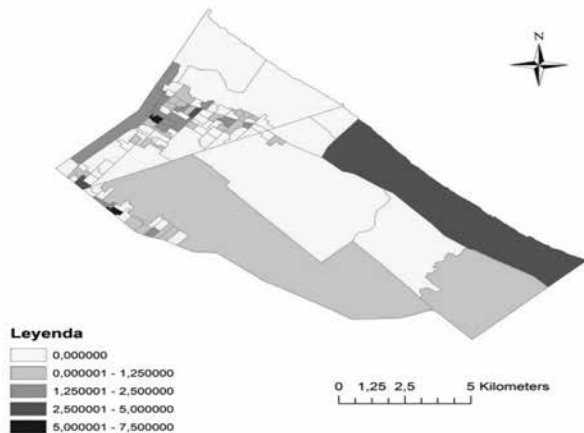 N
Leyenda
0,000000
0,000001 - 1,250000
1,250001 - 2,500000
2,500001 - 5,000000
5,000001 - 7,500000
0 1,25 2,5 5 Kilometers